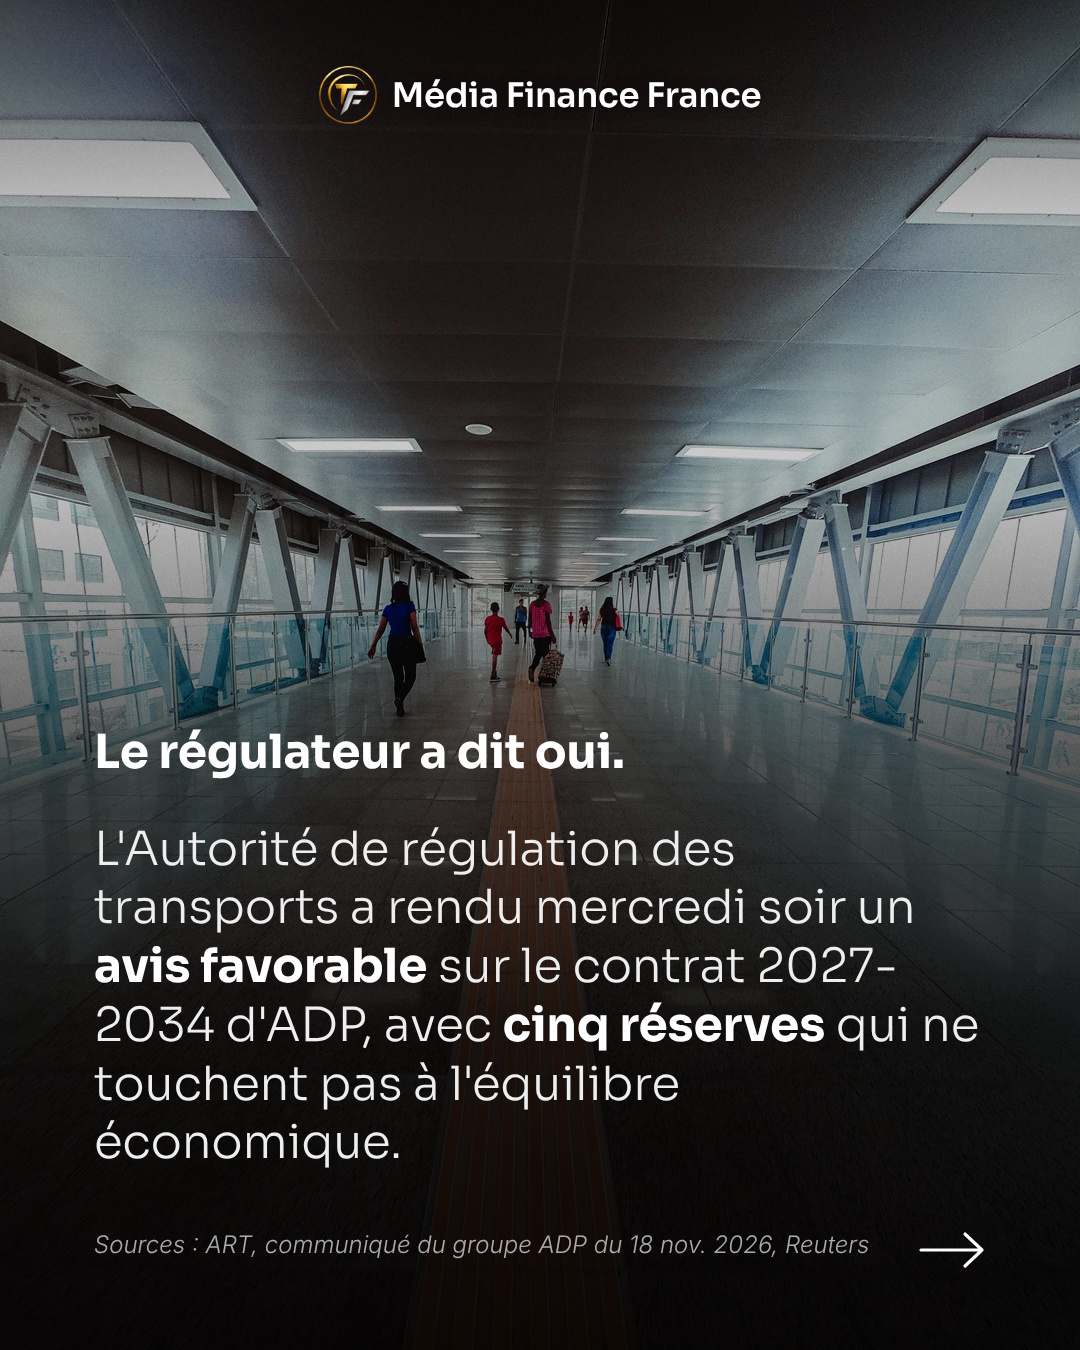 TF Média Finance France
Le régulateur a dit oui.
L'Autorité de régulation des
transports a rendu mercredi soir un
avis favorable sur le contrat 2027-
2034 d'ADP, avec cinq réserves qui ne
touchent pas à l'équilibre
économique.
Sources : ART, communiqué du groupe ADP du 18 nov. 2026, Reuters